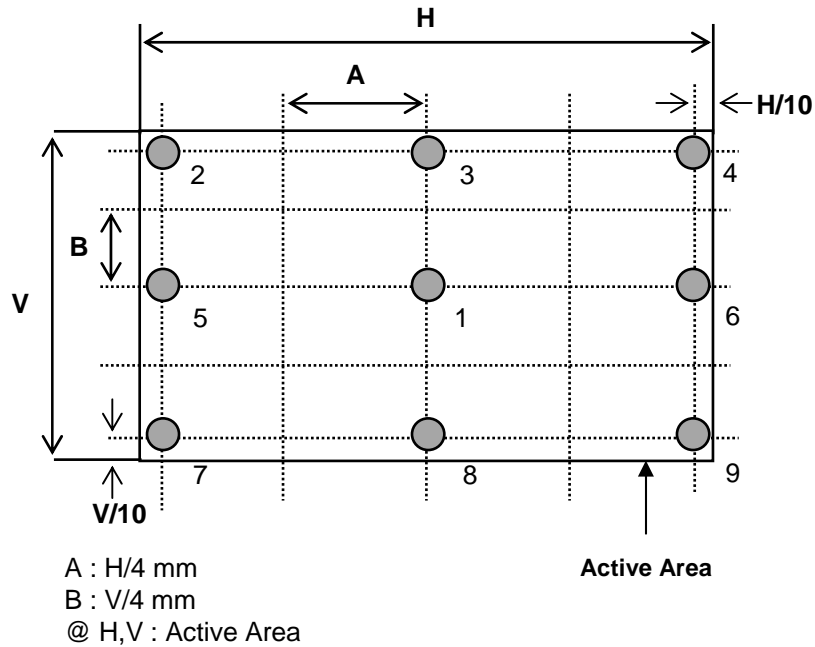 H
A
H/10
2
3
4
B
V
5
1
6
7
8
9
V/10
A : H/4 mm
B : V/4 mm
@ H,V : Active Area
Active Area